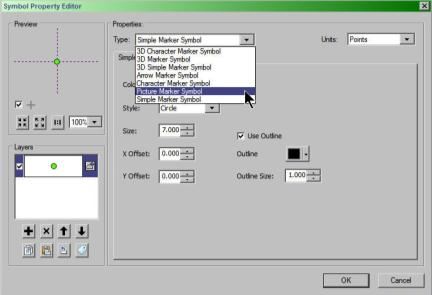 Symbol Property Editor
Preview
Properties:
Type: Simple Marker Symbol
Units: Points
3D Character Marker Symbol
3D Marker Symbol
3D Simple Marker Symbol
Arrow Marker Symbol
Character Marker Symbol
Picture Marker Symbol
Simple Marker Symbol
Simple
Colo
Style: Circle
Size: 7.000
Use Outline
X Offset: 0.000
Outline
Y Offset: 0.000
Outline Size: 1.000
1:1
100%
Layers
OK
Cancel